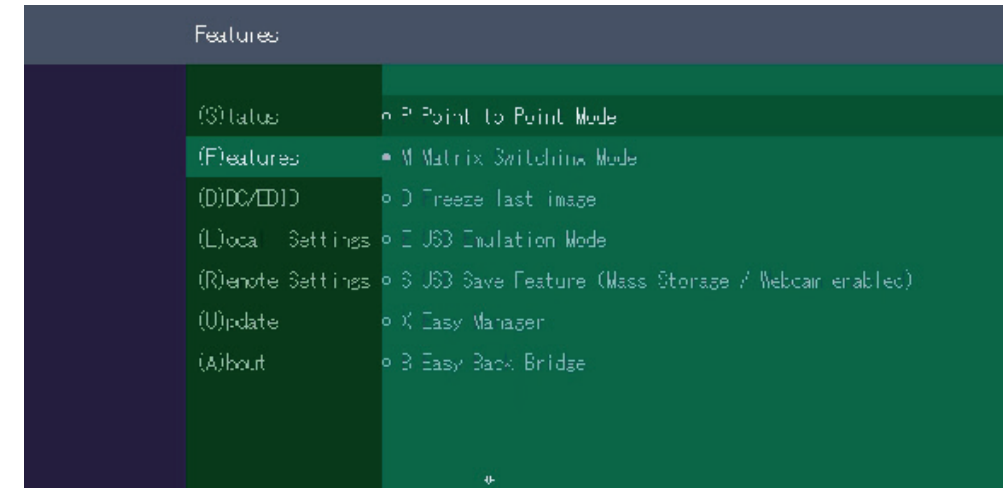 Features
(S)tatus
(F)eatures
(D)DC/EDID
(L)ocal Settings
(R)emote Settings
(U)pdate
(A)bout
P Point to Point Mode
M Matrix Switching Mode
D Freeze last image
E USB Emulation Mode
S USB Save Feature (Mass Storage / Webcam enabled)
X Easy Manager
B Easy Back Bridge